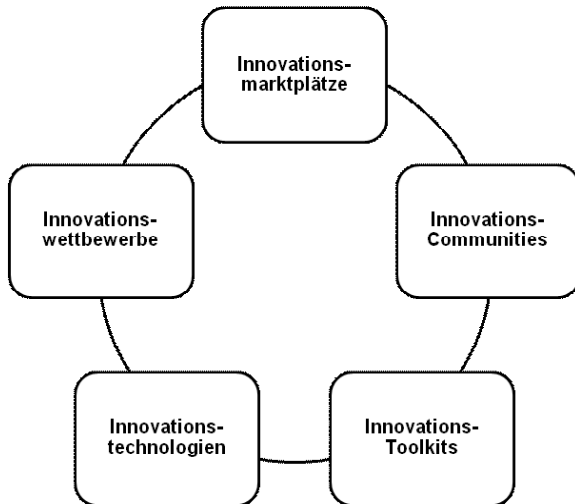 Innovations-
marktplätze
Innovations-
wettbewerbe
Innovations-
Communities
Innovations-
technologien
Innovations-
Toolkits